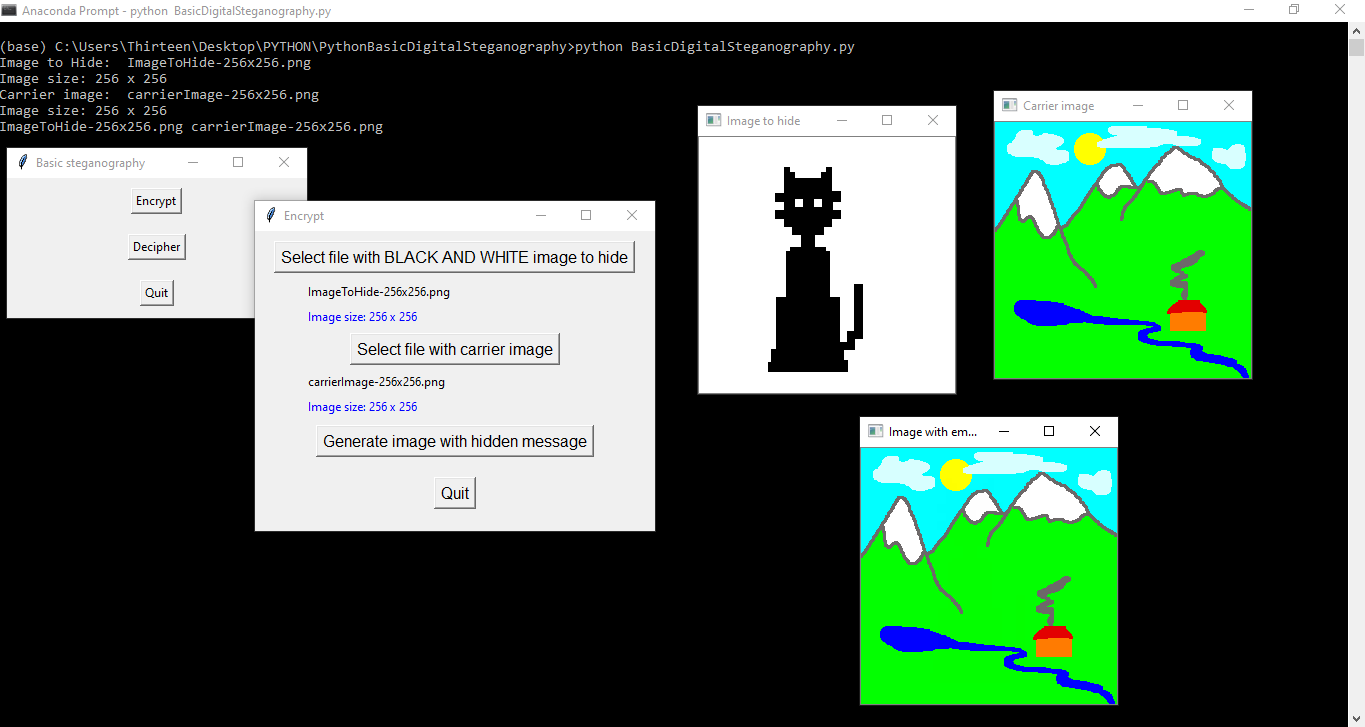 Anaconda Prompt - python  BasicDigitalSteganography.py
(base) C:\Users\Thirteen\Desktop\PYTHON\PythonBasicDigitalSteganography>python BasicDigitalSteganography.py
Image to Hide:  ImageToHide-256x256.png
Image size: 256 x 256
Carrier image:  carrierImage-256x256.png
Image size: 256 x 256
ImageToHide-256x256.png carrierImage-256x256.png
Basic steganography
Encrypt
Decipher
Quit
Encrypt
Select file with BLACK AND WHITE image to hide
ImageToHide-256x256.png
Image size: 256 x 256
Select file with carrier image
carrierImage-256x256.png
Image size: 256 x 256
Generate image with hidden message
Quit
Image to hide
Carrier image
Image with em...